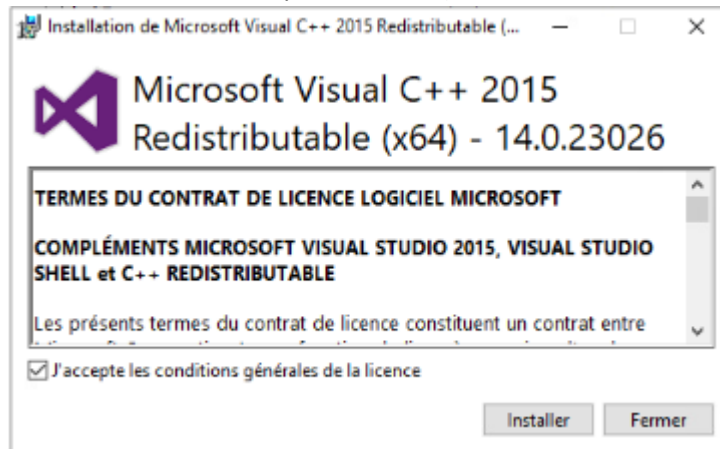 Installation de Microsoft Visual C++ 2015 Redistributable (...
Microsoft Visual C++ 2015
Redistributable (x64) - 14.0.23026
TERMES DU CONTRAT DE LICENCE LOGICIEL MICROSOFT
COMPLÉMENTS MICROSOFT VISUAL STUDIO 2015, VISUAL STUDIO
SHELL et C++ REDISTRIBUTABLE
Les présents termes du contrat de licence constituent un contrat entre
J'accepte les conditions générales de la licence
Installer Fermer